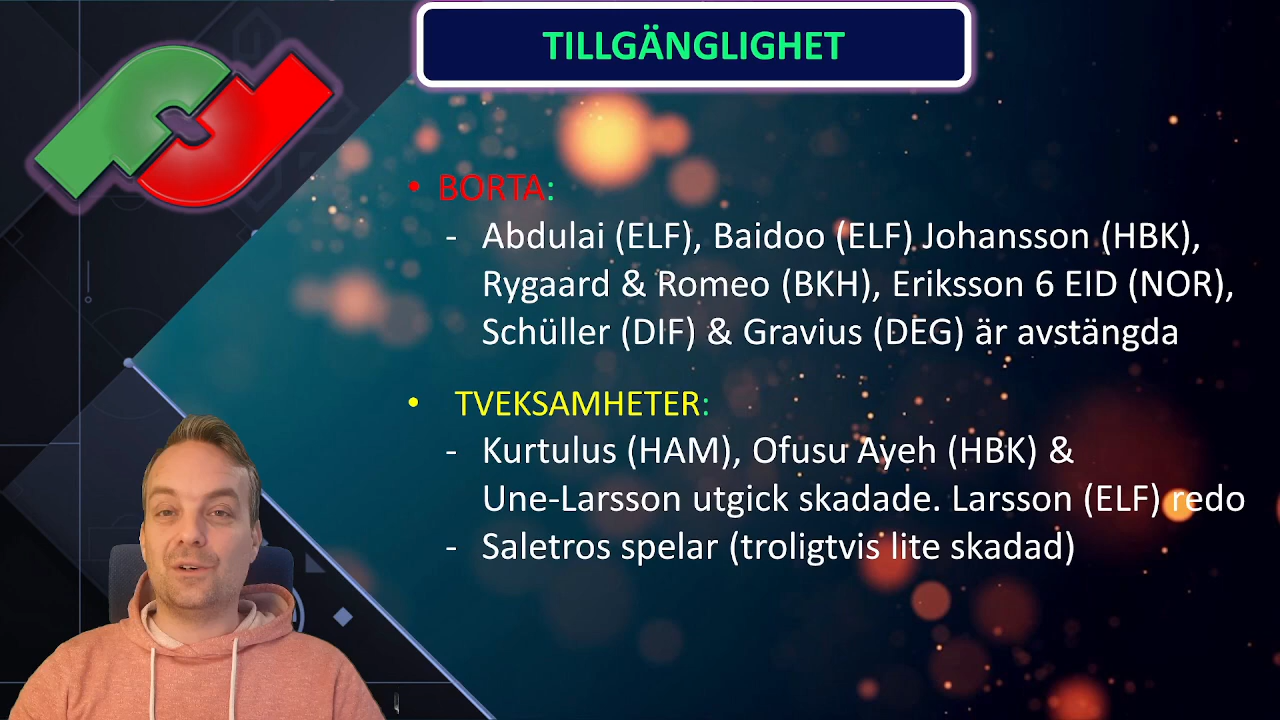 TILLGÄNGLIGHET
• BORTA:
- Abdulai (ELF), Baidoo (ELF) Johansson (HBK),
Rygaard & Romeo (BKH), Eriksson 6 EID (NOR),
Schüller (DIF) & Gravius (DEG) är avstängda
• TVEKSAMHETER:
- Kurtulus (HAM), Ofusu Ayeh (HBK) &
Une-Larsson utgick skadade. Larsson (ELF) redo
- Saletros spelar (troligtvis lite skadad)